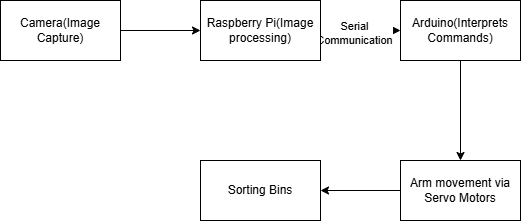 Camera(Image
Capture)
Raspberry Pi(Image
processing)
Serial
Communication
Arduino(Interprets
Commands)
Sorting Bins
Arm movement via
Servo Motors